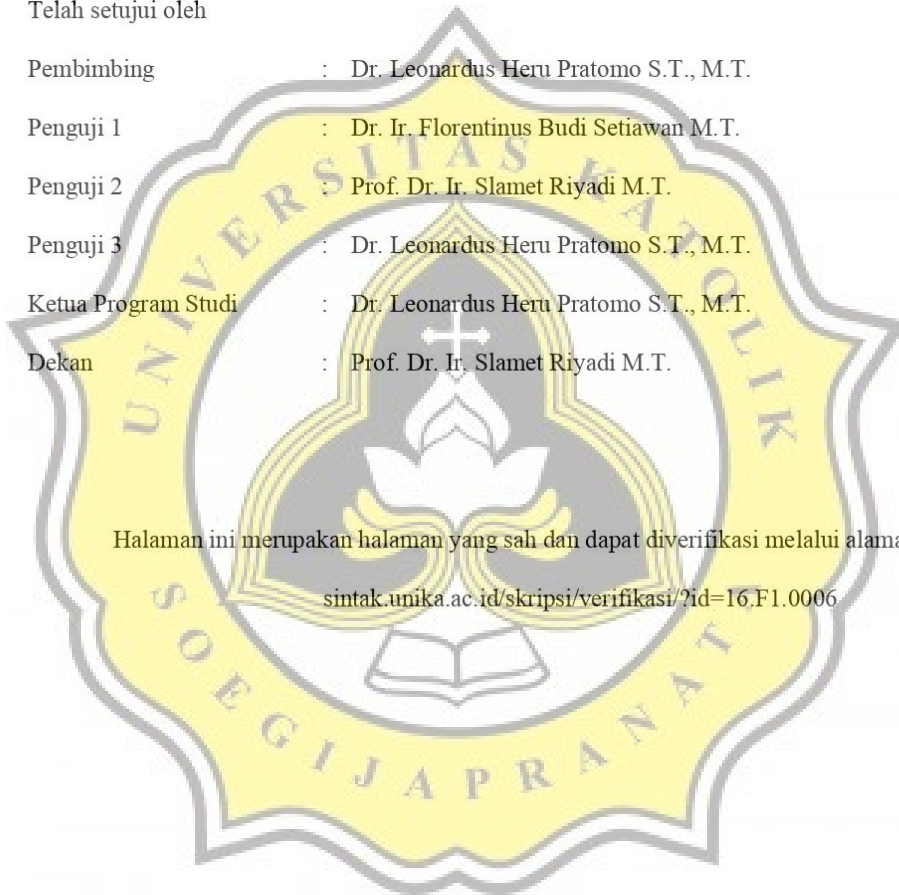 Telah setujui oleh
Pembimbing : Dr. Leonardus Heru Pratomo S.T., M.T.
Penguji 1 : Dr. Ir. Florentinus Budi Setiawan M.T.
Penguji 2 : Prof. Dr. Ir. Slamet Riyadi M.T.
Penguji 3 : Dr. Leonardus Heru Pratomo S.T., M.T.
Ketua Program Studi : Dr. Leonardus Heru Pratomo S.T., M.T.
Dekan : Prof. Dr. Ir. Slamet Riyadi M.T.
Halaman ini merupakan halaman yang sah dan dapat diverifikasi melalui
sintak.unika.ac.id/skripsi/verifikasi/?id=16.F1.0006
UNIVERSITAS KATOLIK
SOEGIJAPRANATA